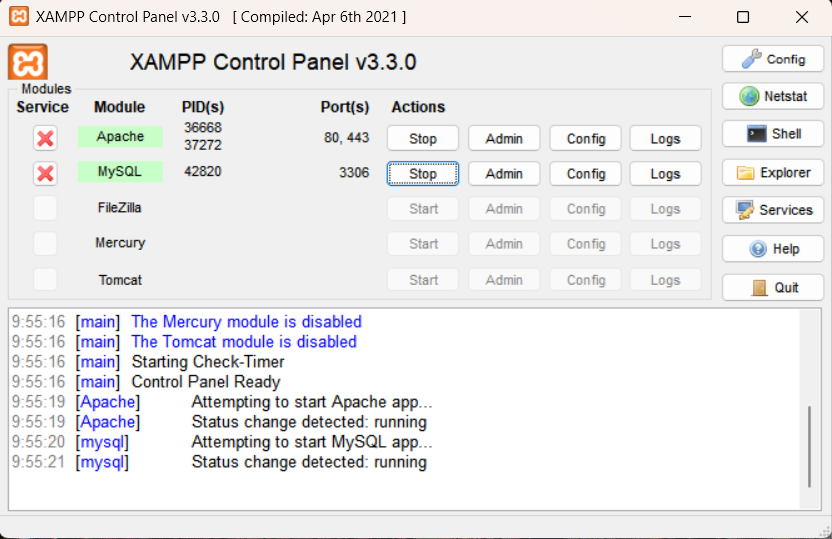 XAMPP Control Panel v3.3.0 [ Compiled: Apr 6th 2021 ]
XAMPP Control Panel v3.3.0
Config
Modules
Service Module PID(s) Port(s) Actions
Netstat
Apache 36668 37272 80, 443 Stop Admin Config Logs
Shell
MySQL 42820 3306 Stop Admin Config Logs
Explorer
FileZilla Start Admin Config Logs
Services
Mercury Start Admin Config Logs
Help
Tomcat Start Admin Config Logs
Quit
9:55:16 [main] The Mercury module is disabled
9:55:16 [main] The Tomcat module is disabled
9:55:16 [main] Starting Check-Timer
9:55:16 [main] Control Panel Ready
9:55:19 [Apache] Attempting to start Apache app...
9:55:19 [Apache] Status change detected: running
9:55:20 [mysql] Attempting to start MySQL app...
9:55:21 [mysql] Status change detected: running